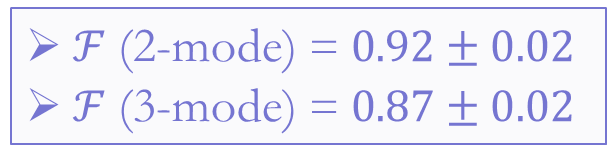 ➢ ℱ (2-mode) = 0.92 ± 0.02
➢ ℱ (3-mode) = 0.87 ± 0.02